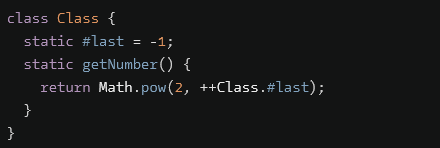 class Class {
  static #last = -1;
  static getNumber() {
    return Math.pow(2, ++Class.#last);
  }
}